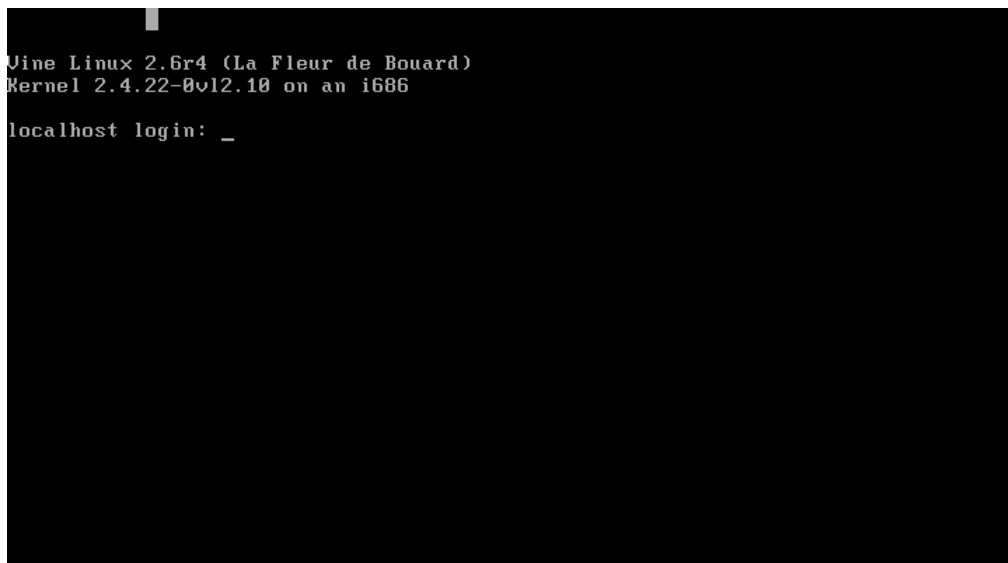 Vine Linux 2.6r4 (La Fleur de Bouard)
Kernel 2.4.22-0vl2.10 on an i686
localhost login: _